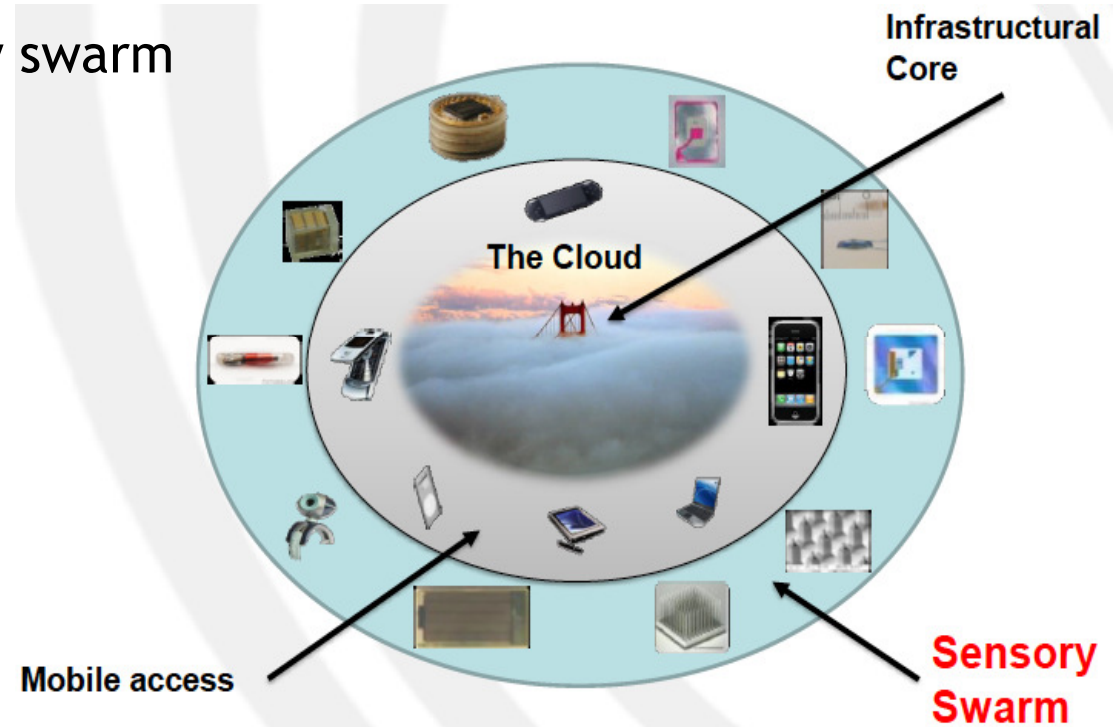 swarm
Infrastructural
Core
The Cloud
Mobile access
Sensory
Swarm